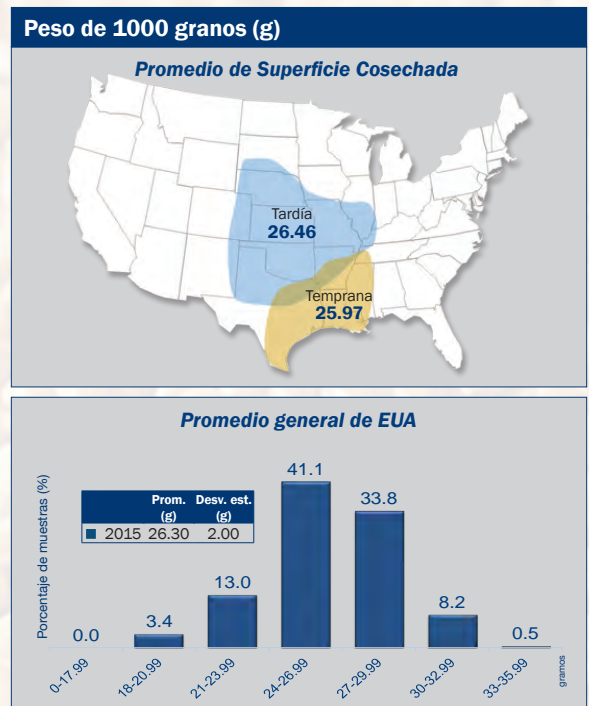 Peso de 1000 granos (g)
Promedio de Superficie Cosechada
Tardía
26.46
Temprana
25.97
Promedio general de EUA
Porcentaje de muestras (%)
Prom. Desv. est.
(g) (g)
2015 26.30 2.00
0.0 3.4 13.0 41.1 33.8 8.2 0.5
0-17.99 18-20.99 21-23.99 24-26.99 27-29.99 30-32.99 33-35.99
gramos